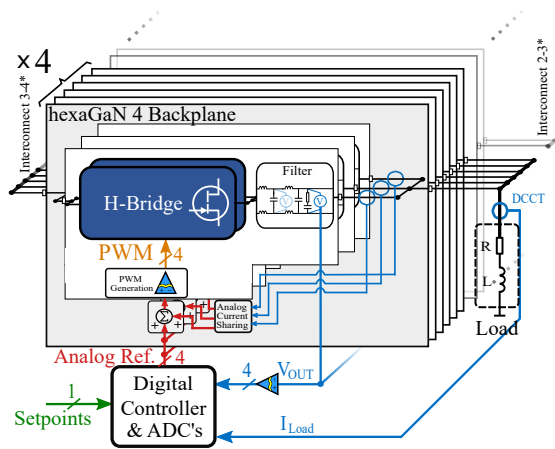 ×4
Interconnect 3-4*
Interconnect 2-3*
hexaGaN 4 Backplane
H-Bridge
Filter
V
V
DCCT
R
L
Load
PWM
4
PWM
Generation
Σ
+
+
+
+
Analog
Current
Sharing
Analog Ref.
4
Digital
Controller
& ADC's
4
VOUT
1
Setpoints
ILoad